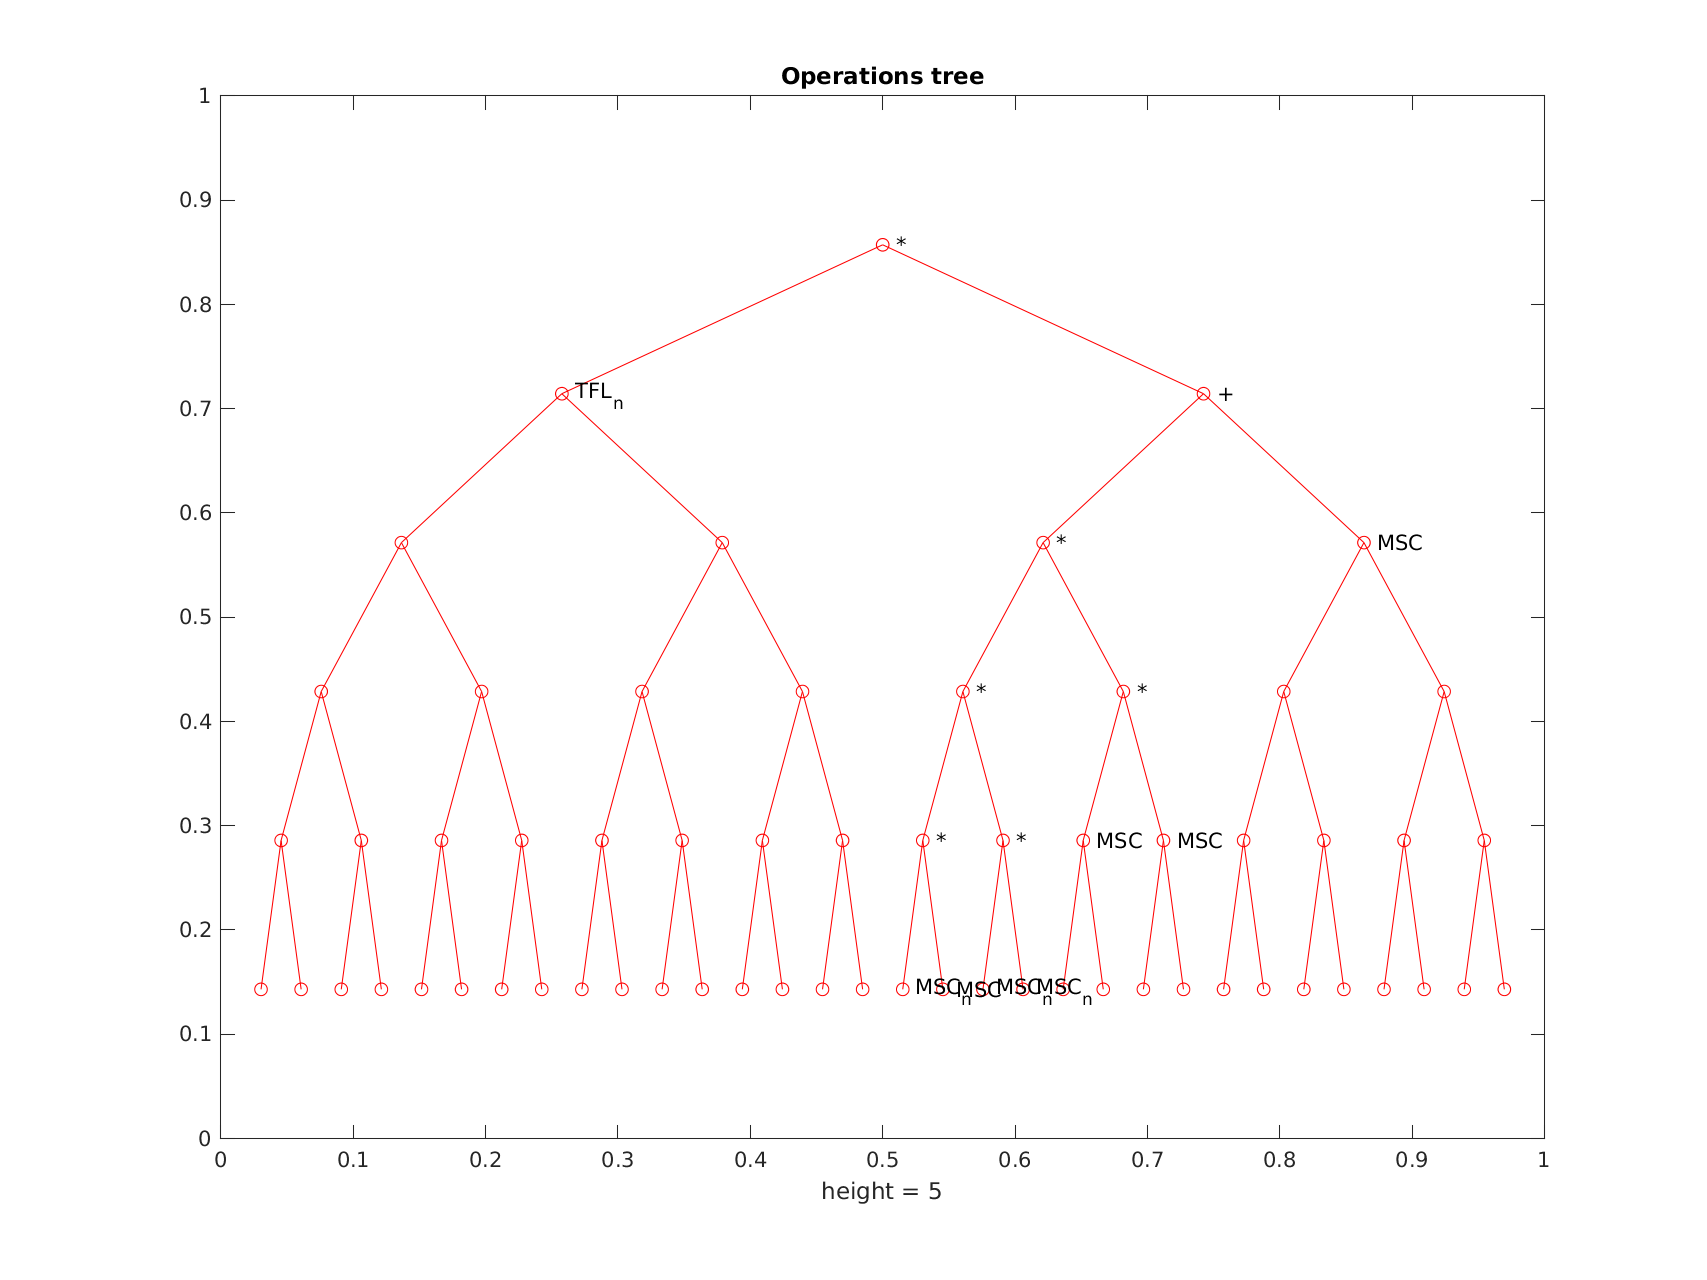 Operations tree
1
0.9
0.8
0.7
0.6
0.5
0.4
0.3
0.2
0.1
0
*
TFLn +
* MSC
* *
* * MSC MSC
MSCn MSC MSCn MSCn
0 0.1 0.2 0.3 0.4 0.5 0.6 0.7 0.8 0.9 1
height = 5